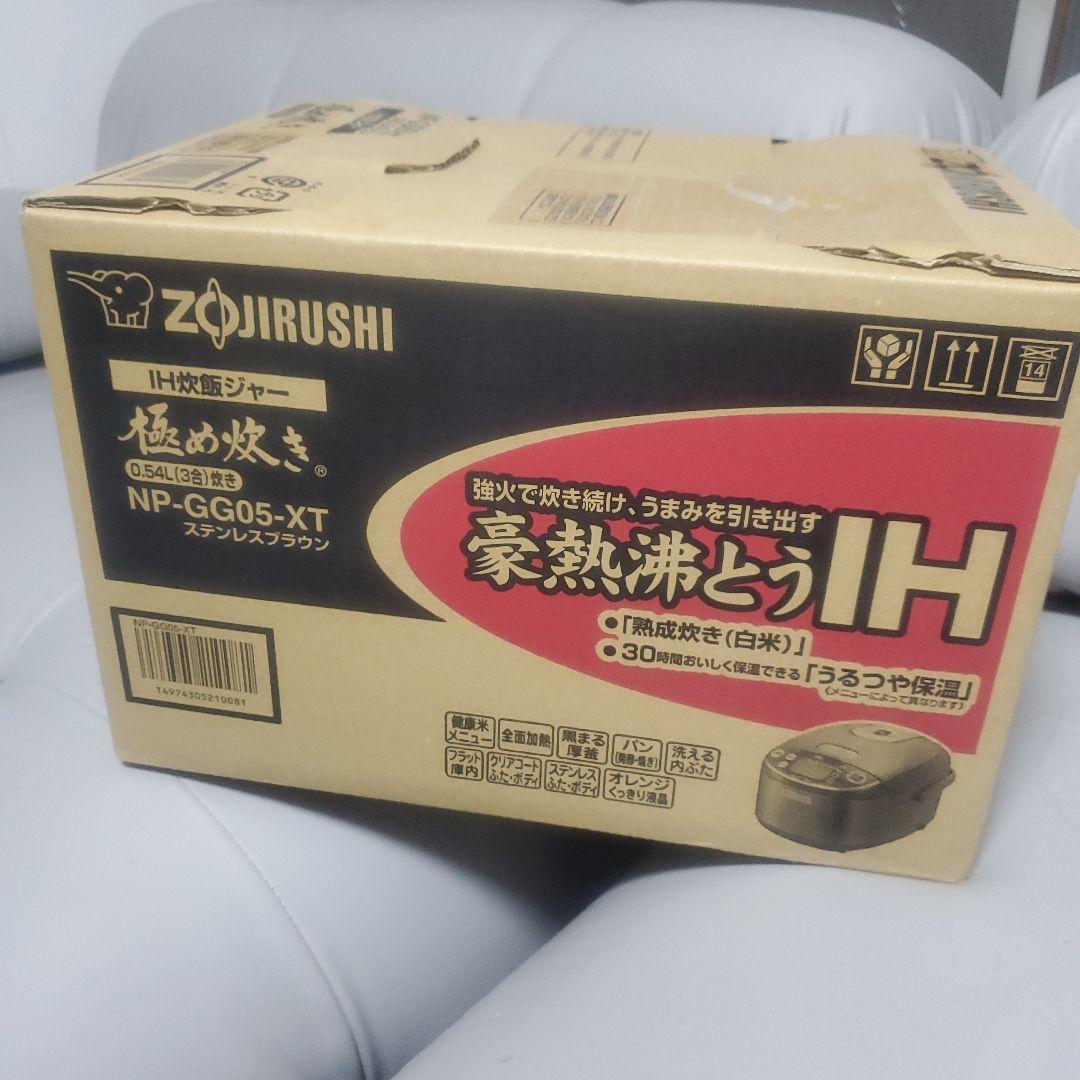 ZOJIRUSHI
IH炊飯ジャー
極め炊き®
0.54L(3合)炊き
NP-GG05-XT
ステンレスブラウン
14
強火で炊き続け、うまみを引き出す
豪熱沸とうIH
•「熟成炊き(白米)」
•30時間おいしく保温できる「うるつや保温」
(メニューによって異なります)
NP-GG05-XT
T4974305210081
健康米メニュー
全面加熱
黒まる厚釜
パン(発酵・焼き)
洗える内ぶた
フラット庫内
クリアコートふた・ボディ
ステンレスふた・ボディ
オレンジくっきり液晶